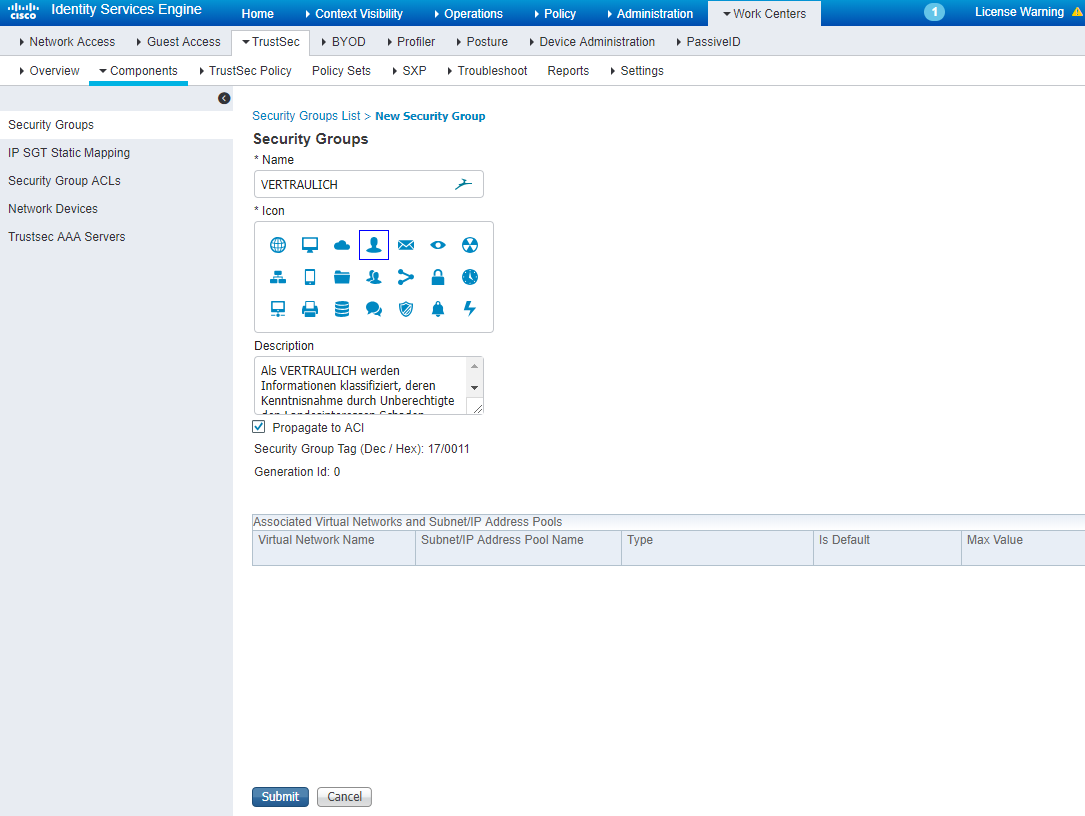 cisco Identity Services Engine Home Context Visibility Operations Policy Administration Work Centers 1 License Warning
Network Access Guest Access TrustSec BYOD Profiler Posture Device Administration PassiveID
Overview Components TrustSec Policy Policy Sets SXP Troubleshoot Reports Settings
Security Groups
IP SGT Static Mapping
Security Group ACLs
Network Devices
Trustsec AAA Servers
Security Groups List > New Security Group
Security Groups
* Name
VERTRAULICH
* Icon
Description
Als VERTRAULICH werden
Informationen klassifiziert, deren
Kenntnisnahme durch Unberechtigte
den Landesinteressen Schaden
Propagate to ACI
Security Group Tag (Dec / Hex): 17/0011
Generation Id: 0
Associated Virtual Networks and Subnet/IP Address Pools
Virtual Network Name Subnet/IP Address Pool Name Type Is Default Max Value
Submit Cancel